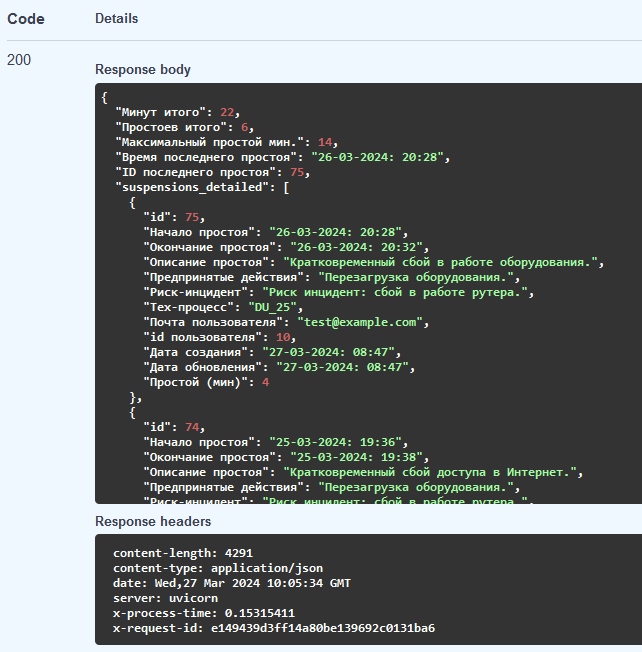 Code Details
200
Response body
{
"Минут итого": 22,
"Простоев итого": 6,
"Максимальный простой мин.": 14,
"Время последнего простоя": "26-03-2024: 20:28",
"ID последнего простоя": 75,
"suspensions_detailed": [
{
"id": 75,
"Начало простоя": "26-03-2024: 20:28",
"Окончание простоя": "26-03-2024: 20:32",
"Описание простоя": "Кратковременный сбой в работе оборудования.",
"Предпринятые действия": "Перезагрузка оборудования.",
"Риск-инцидент": "Риск инцидент: сбой в работе рутера.",
"Тех-процесс": "DU_25",
"Почта пользователя": "test@example.com",
"id пользователя": 10,
"Дата создания": "27-03-2024: 08:47",
"Дата обновления": "27-03-2024: 08:47",
"Простой (мин)": 4
},
{
"id": 74,
"Начало простоя": "25-03-2024: 19:36",
"Окончание простоя": "25-03-2024: 19:38",
"Описание простоя": "Кратковременный сбой доступа в Интернет.",
"Предпринятые действия": "Перезагрузка оборудования.",
"Риск-инцидент": "Риск инцидент: сбой в работе рутера.",
Response headers
content-length: 4291
content-type: application/json
date: Wed,27 Mar 2024 10:05:34 GMT
server: uvicorn
x-process-time: 0.15315411
x-request-id: e149439d3ff14a80be139692c0131ba6